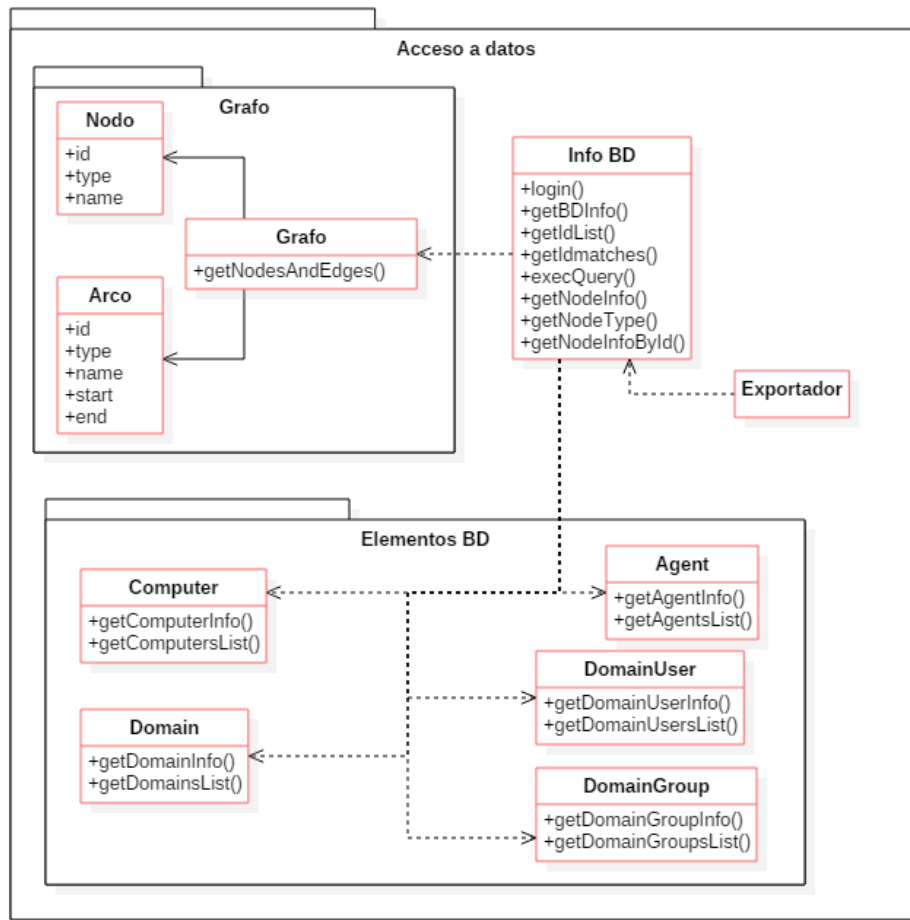 Acceso a datos
Grafo
Nodo
+id
+type
+name
Grafo
+getNodesAndEdges()
Arco
+id
+type
+name
+start
+end
Info BD
+login()
+getBDInfo()
+getIdList()
+getIdmatches()
+execQuery()
+getNodeInfo()
+getNodeType()
+getNodeInfoById()
Exportador
Elementos BD
Computer
+getComputerInfo()
+getComputersList()
Agent
+getAgentInfo()
+getAgentsList()
DomainUser
+getDomainUserInfo()
+getDomainUsersList()
Domain
+getDomainInfo()
+getDomainsList()
DomainGroup
+getDomainGroupInfo()
+getDomainGroupsList()